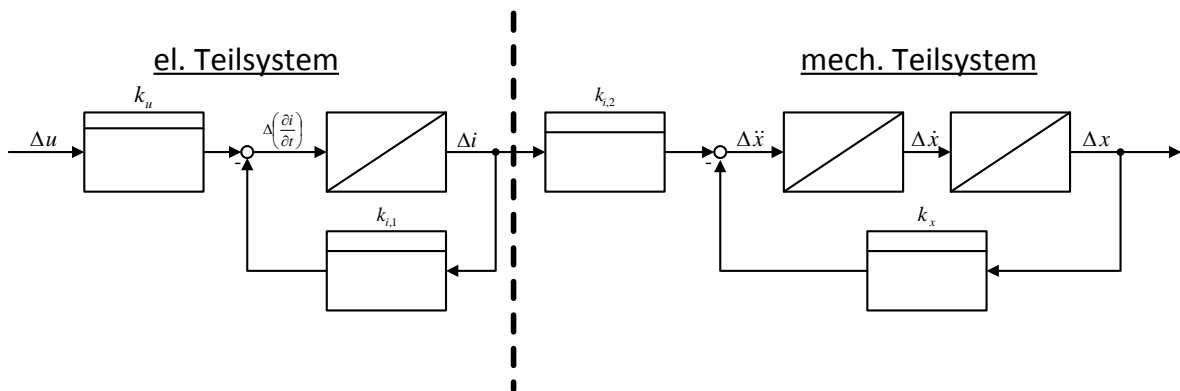 el. Teilsystem
mech. Teilsystem
k_u
k_{i,2}
Δu
Δ(∂i/∂t)
Δi
Δẍ
Δẋ
Δx
-
-
k_{i,1}
k_x